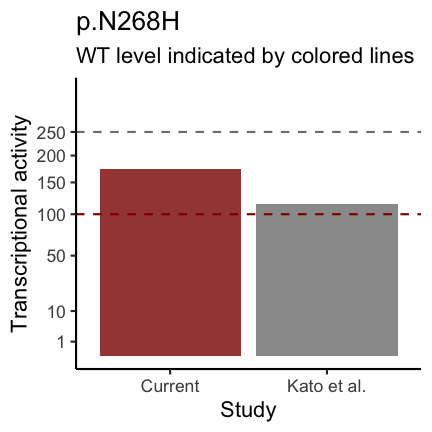 p.N268H
WT level indicated by colored lines
Transcriptional activity
250
200
150
100
50
10
1
Current Kato et al.
Study